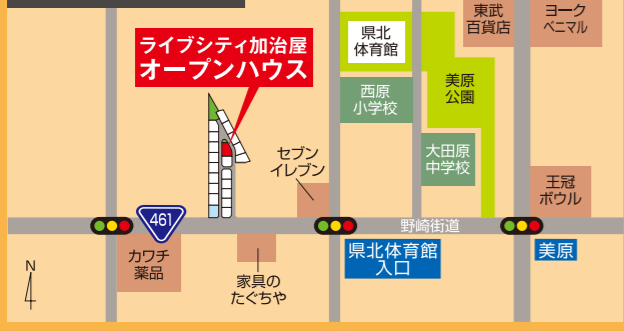 東武
百貨店
ヨーク
ベニマル
県北
体育館
ライブシティ加治屋
オープンハウス
西原
小学校
美原
公園
セブン
イレブン
大田原
中学校
王冠
ボウル
461
野崎街道
カワチ
薬品
家具の
たぐちや
県北体育館
入口
美原
N